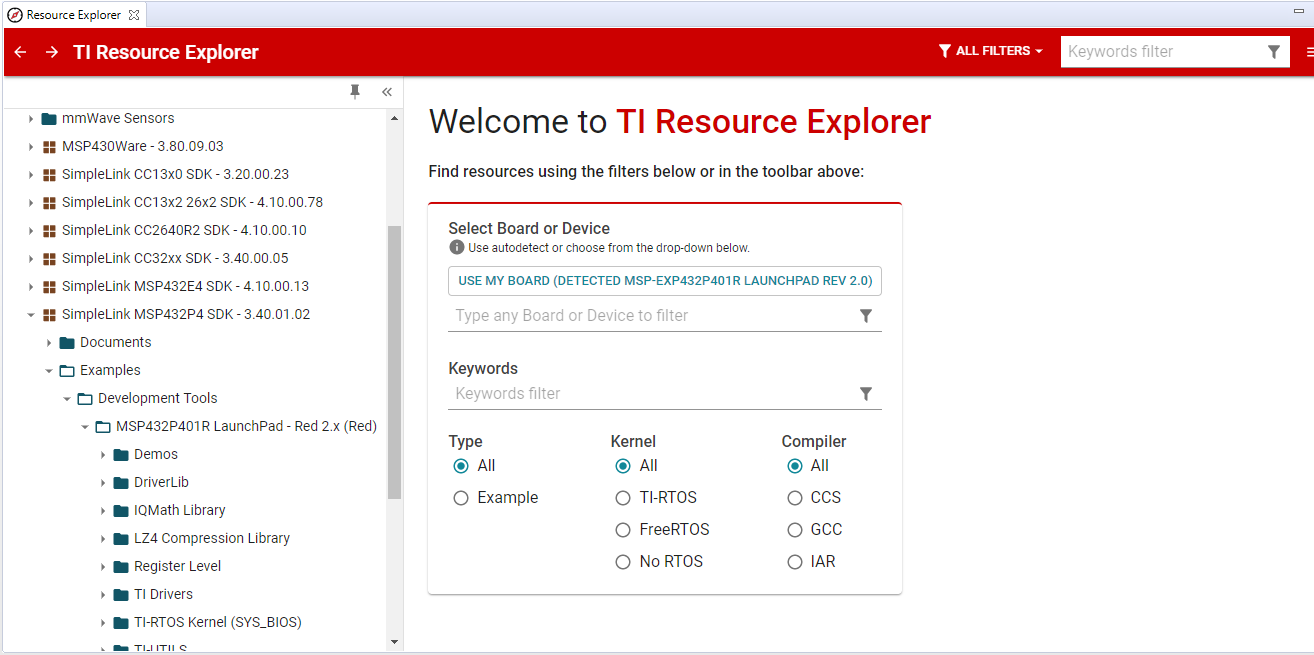 Resource Explorer
TI Resource Explorer
ALL FILTERS
Keywords filter
mmWave Sensors
MSP430Ware - 3.80.09.03
SimpleLink CC13x0 SDK - 3.20.00.23
SimpleLink CC13x2 26x2 SDK - 4.10.00.78
SimpleLink CC2640R2 SDK - 4.10.00.10
SimpleLink CC32xx SDK - 3.40.00.05
SimpleLink MSP432E4 SDK - 4.10.00.13
SimpleLink MSP432P4 SDK - 3.40.01.02
Documents
Examples
Development Tools
MSP432P401R LaunchPad - Red 2.x (Red)
Demos
DriverLib
IQMath Library
LZ4 Compression Library
Register Level
TI Drivers
TI-RTOS Kernel (SYS_BIOS)
TI-UTILS
Welcome to TI Resource Explorer
Find resources using the filters below or in the toolbar above:
Select Board or Device
Use autodetect or choose from the drop-down below.
USE MY BOARD (DETECTED MSP-EXP432P401R LAUNCHPAD REV 2.0)
Type any Board or Device to filter
Keywords
Keywords filter
Type
All
Example
Kernel
All
TI-RTOS
FreeRTOS
No RTOS
Compiler
All
CCS
GCC
IAR